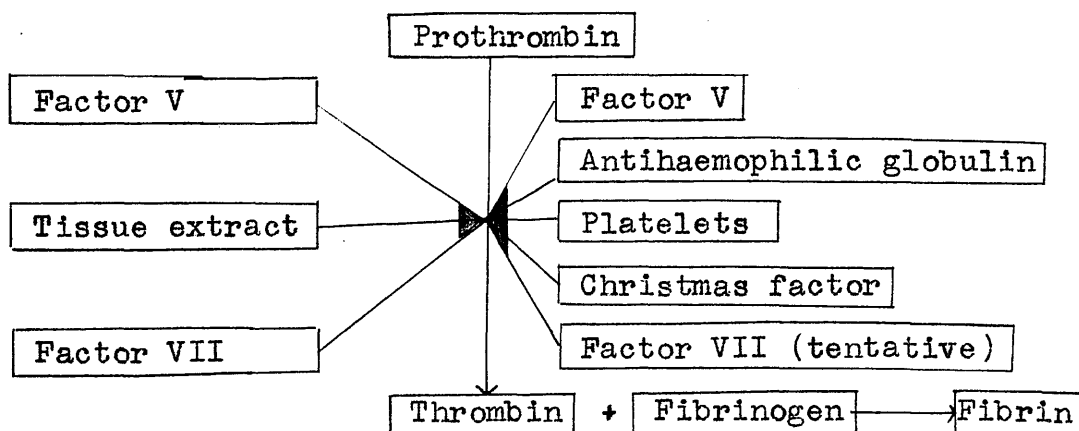 Prothrombin
Factor V
Factor V
Antihaemophilic globulin
Tissue extract
Platelets
Christmas factor
Factor VII
Factor VII (tentative)
Thrombin + Fibrinogen Fibrin